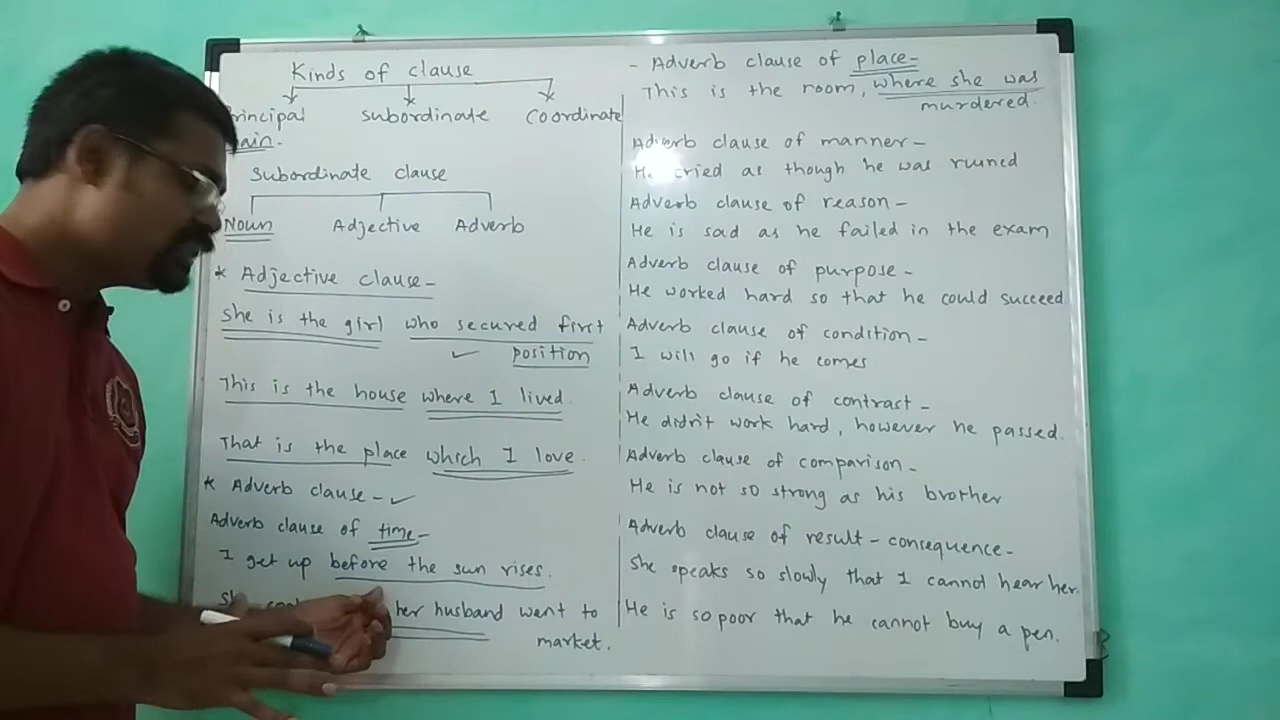 Kinds of clause
Principal subordinate coordinate
main.
Subordinate clause
Noun Adjective Adverb
* Adjective clause-
She is the girl who secured first
position
This is the house where I lived.
That is the place which I love.
* Adverb clause-
Adverb clause of time-
I get up before the sun rises.
her husband went to
market.
- Adverb clause of place-
This is the room, where she was
murdered.
Adverb clause of manner-
He cried as though he was ruined
Adverb clause of reason-
He is sad as he failed in the exam
Adverb clause of purpose-
He worked hard so that he could succeed
Adverb clause of condition-
I will go if he comes
Adverb clause of contrast-
He didn't work hard, however he passed.
Adverb clause of comparison-
He is not so strong as his brother
Adverb clause of result-consequence-
She speaks so slowly that I cannot hear her.
He is so poor that he cannot buy a pen.